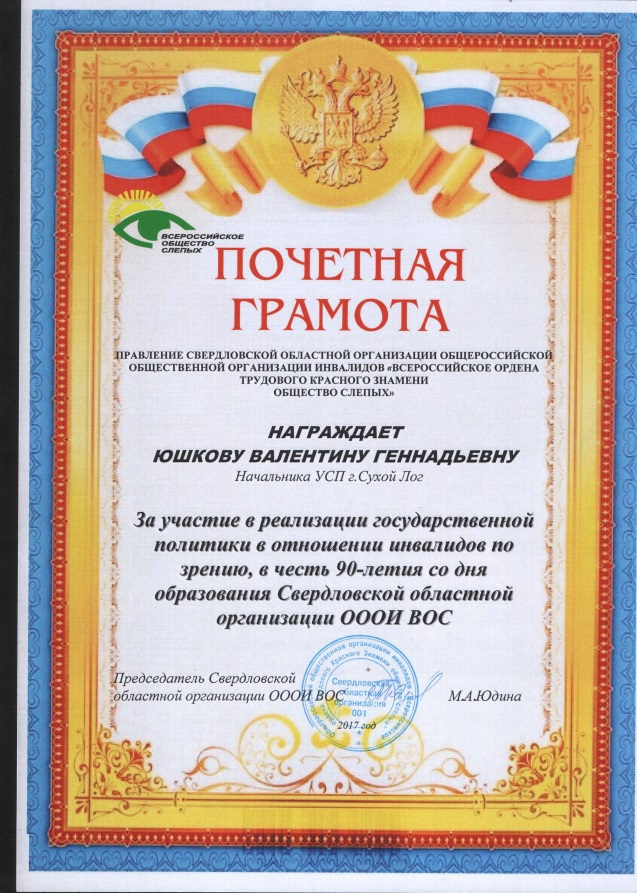 ВСЕРОССИЙСКОЕ
ОБЩЕСТВО
СЛЕПЫХ
ПОЧЕТНАЯ
ГРАМОТА
ПРАВЛЕНИЕ СВЕРДЛОВСКОЙ ОБЛАСТНОЙ ОРГАНИЗАЦИИ ОБЩЕРОССИЙСКОЙ
ОБЩЕСТВЕННОЙ ОРГАНИЗАЦИИ ИНВАЛИДОВ «ВСЕРОССИЙСКОЕ ОРДЕНА
ТРУДОВОГО КРАСНОГО ЗНАМЕНИ
ОБЩЕСТВО СЛЕПЫХ»
НАГРАЖДАЕТ
ЮШКОВУ ВАЛЕНТИНУ ГЕННАДЬЕВНУ
Начальника УСП г.Сухой Лог
За участие в реализации государственной
политики в отношении инвалидов по
зрению, в честь 90-летия со дня
образования Свердловской областной
организации ОООИ ВОС
Председатель Свердловской
областной организации ОООИ ВОС
М.А.Юдина
Свердловская
областная
организация
001
2017 год